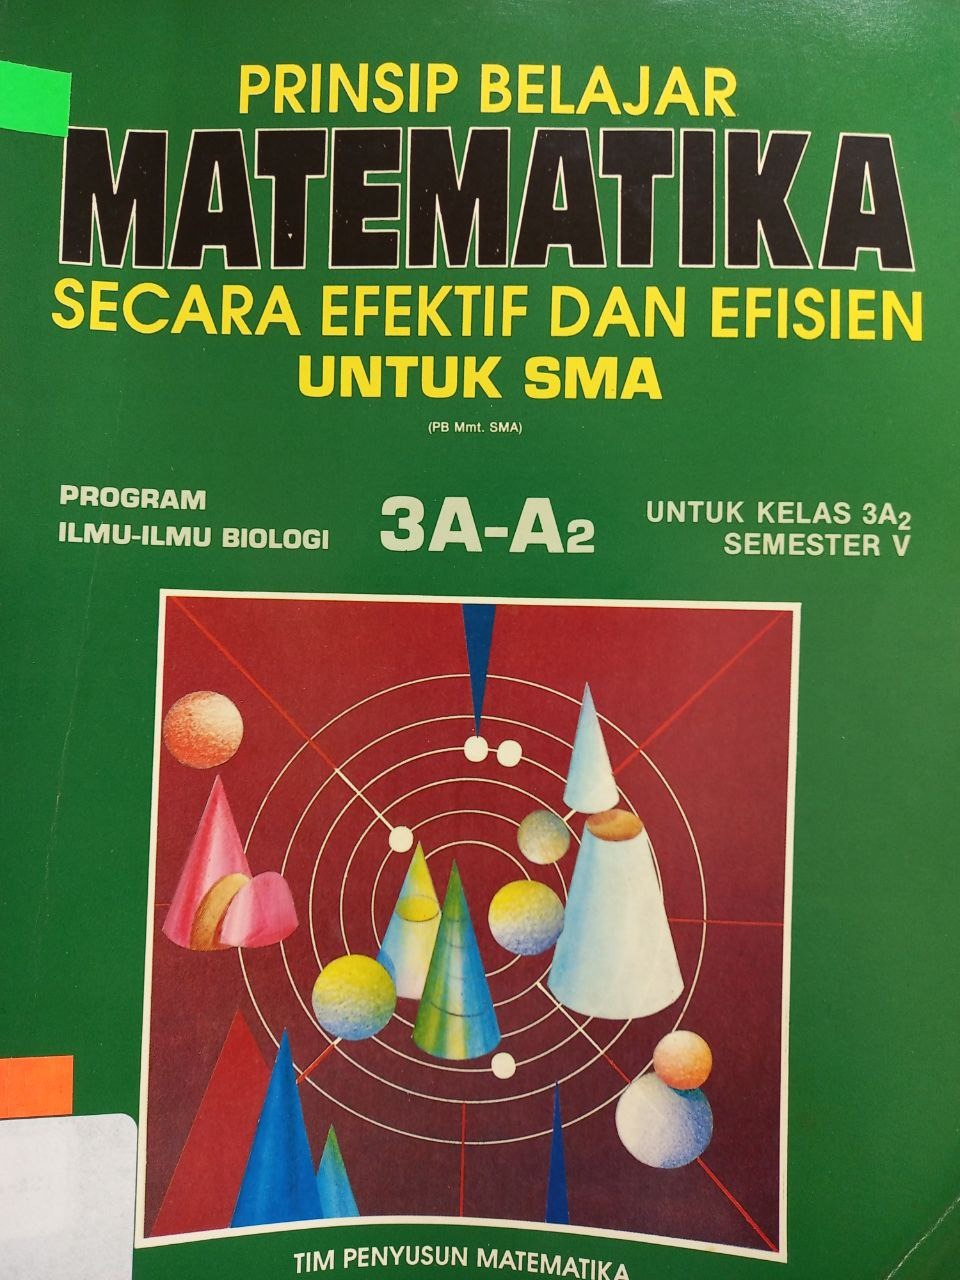 PRINSIP BELAJAR
MATEMATIKA
SECARA EFEKTIF DAN EFISIEN
UNTUK SMA
(PB Mmt. SMA)
PROGRAM
ILMU-ILMU BIOLOGI
3A-A2
UNTUK KELAS 3A2
SEMESTER V
TIM PENYUSUN MATEMATIKA